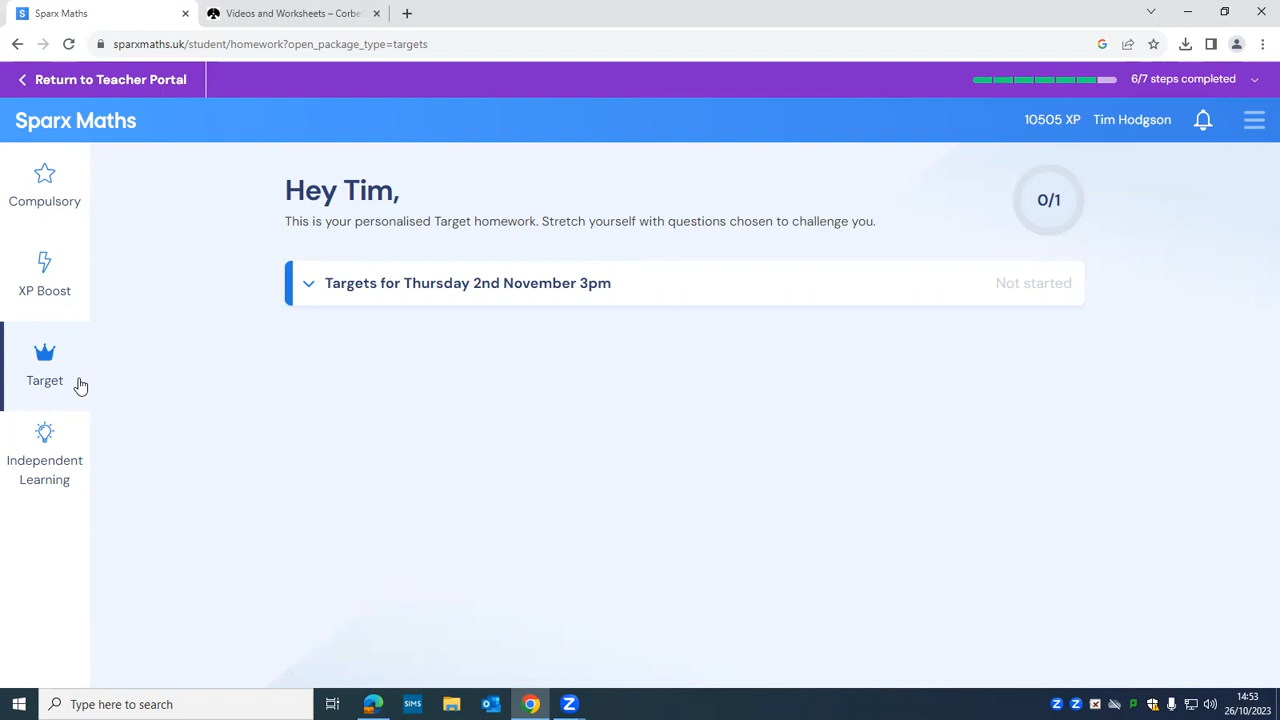 Sparx Maths
Videos and Worksheets – Corbe
sparxmaths.uk/student/homework?open_package_type=targets
Return to Teacher Portal
6/7 steps completed
Sparx Maths
10505 XP
Tim Hodgson
Compulsory
XP Boost
Target
Independent
Learning
Hey Tim,
This is your personalised Target homework. Stretch yourself with questions chosen to challenge you.
0/1
Targets for Thursday 2nd November 3pm
Not started
Type here to search
SIMS
14:53
26/10/2023